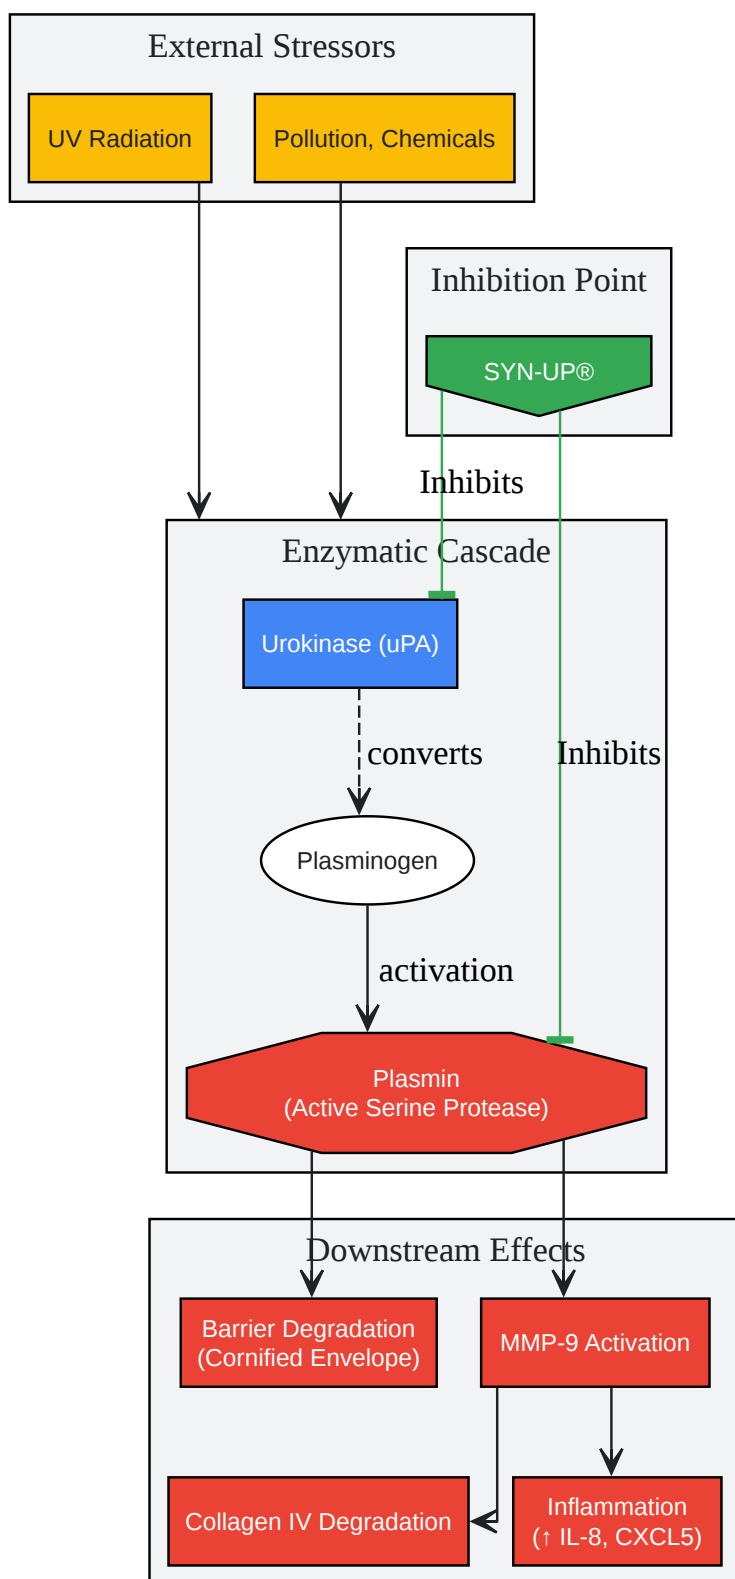 External Stressors
UV Radiation
Pollution, Chemicals
Inhibition Point
SYN-UP®
Inhibits
Enzymatic Cascade
Urokinase (uPA)
converts
Inhibits
Plasminogen
activation
Plasmin
(Active Serine Protease)
Downstream Effects
Barrier Degradation
(Cornified Envelope)
MMP-9 Activation
Collagen IV Degradation
Inflammation
(↑ IL-8, CXCL5)